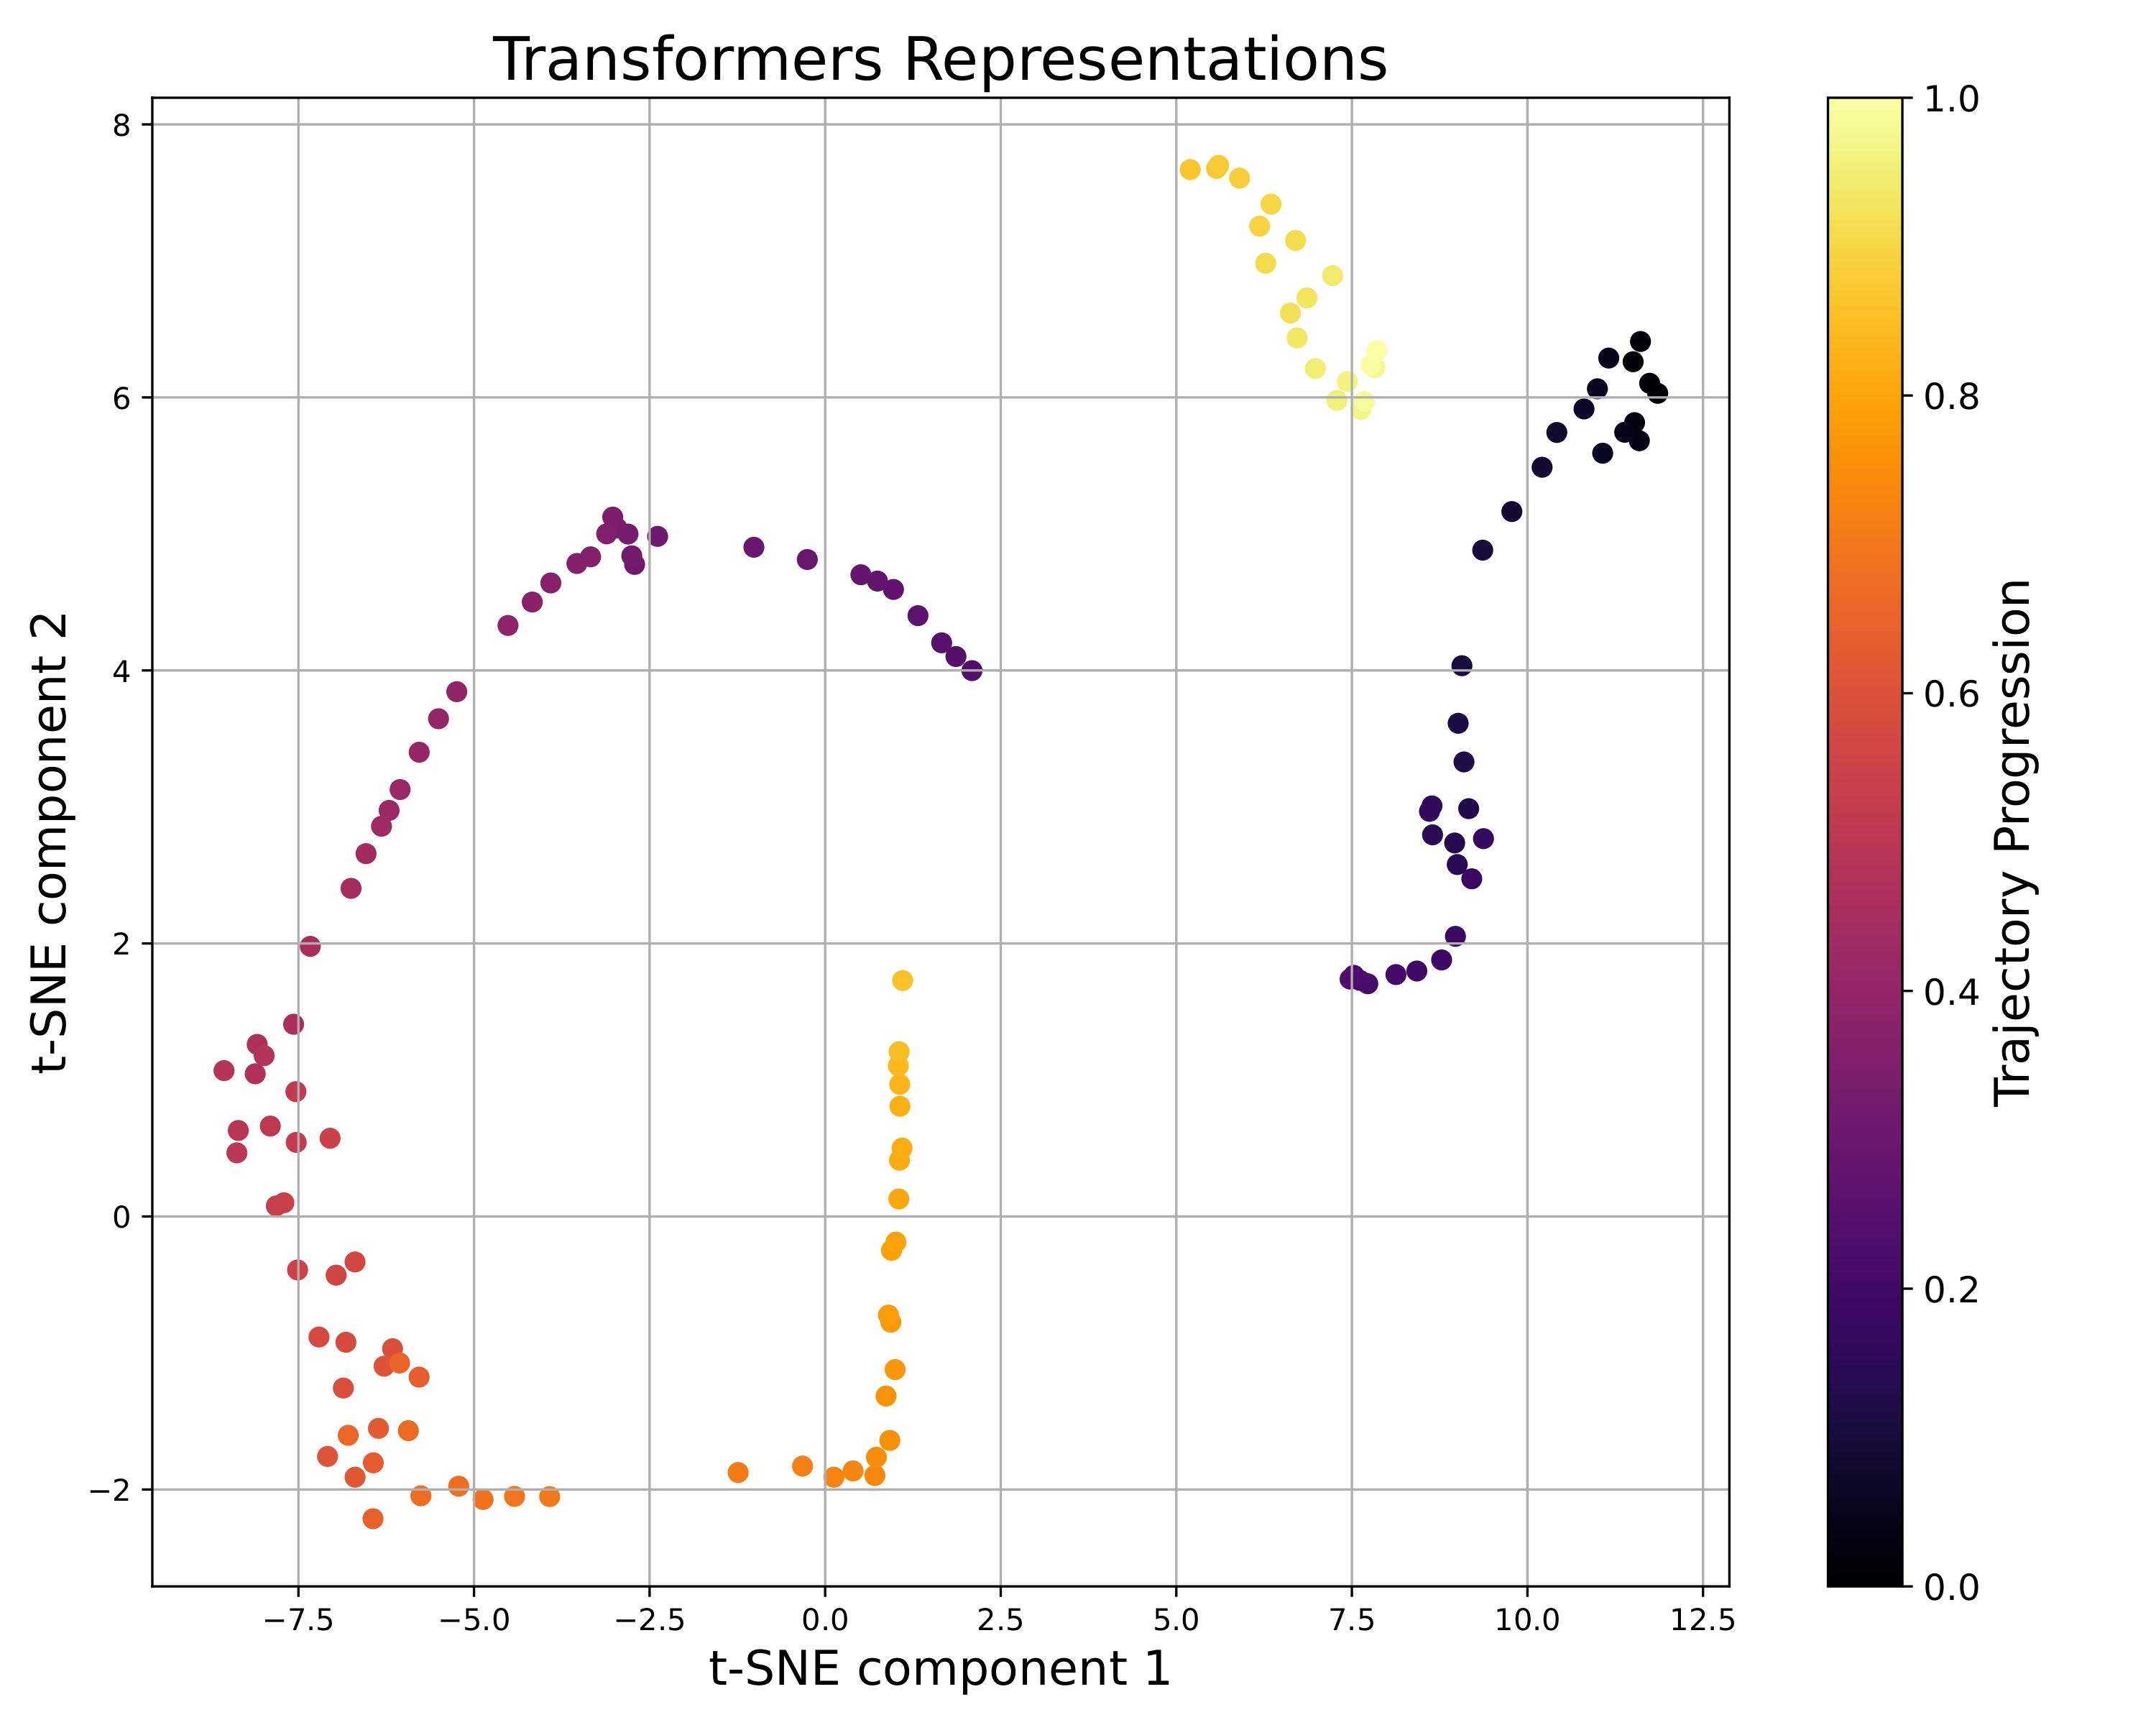 Transformers Representations
8
6
4
2
0
−2
t-SNE component 2
−7.5 −5.0 −2.5 0.0 2.5 5.0 7.5 10.0 12.5
t-SNE component 1
1.0
0.8
0.6
0.4
0.2
0.0
Trajectory Progression